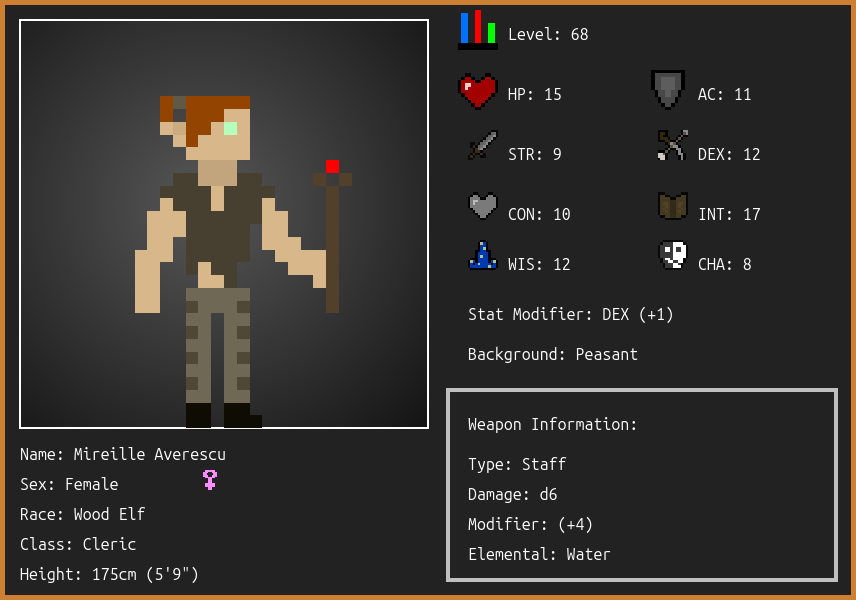 Level: 68
HP: 15
AC: 11
STR: 9
DEX: 12
CON: 10
INT: 17
WIS: 12
CHA: 8
Stat Modifier: DEX (+1)
Background: Peasant
Weapon Information:
Type: Staff
Damage: d6
Modifier: (+4)
Elemental: Water
Name: Mireille Averescu
Sex: Female
Race: Wood Elf
Class: Cleric
Height: 175cm (5'9")